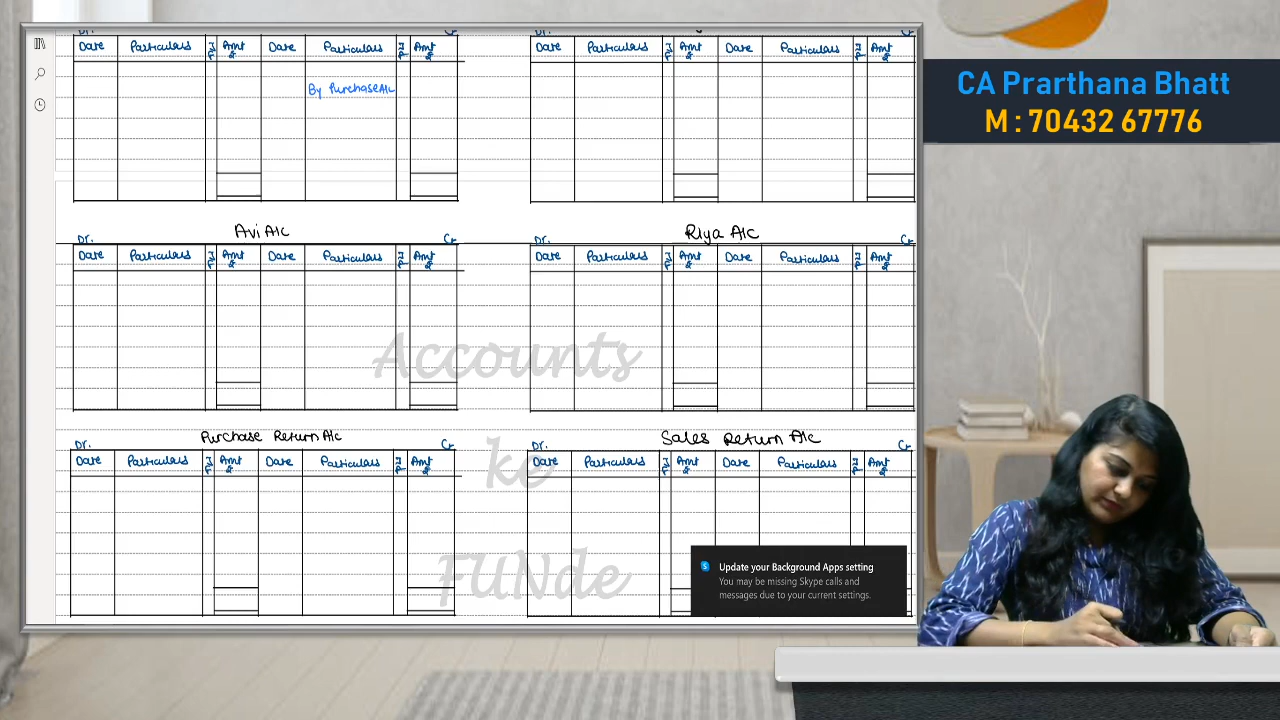 CA Prarthana Bhatt
M : 70432 67776
Dr. Cr
Date Particulars J.F Amt ₹ Date Particulars J.F Amt ₹
By Purchase A/c
Dr. Cr
Date Particulars J.F Amt ₹ Date Particulars J.F Amt ₹
Avi A/c
Dr. Cr
Date Particulars J.F Amt ₹ Date Particulars J.F Amt ₹
Riya A/c
Dr. Cr
Date Particulars J.F Amt ₹ Date Particulars J.F Amt ₹
Purchase Return A/c
Dr. Cr
Date Particulars J.F Amt ₹ Date Particulars J.F Amt ₹
Sales Return A/c
Dr. Cr
Date Particulars J.F Amt ₹ Date Particulars J.F Amt ₹
Accounts
ke
FUNde
Update your Background Apps setting
You may be missing Skype calls and
messages due to your current settings.